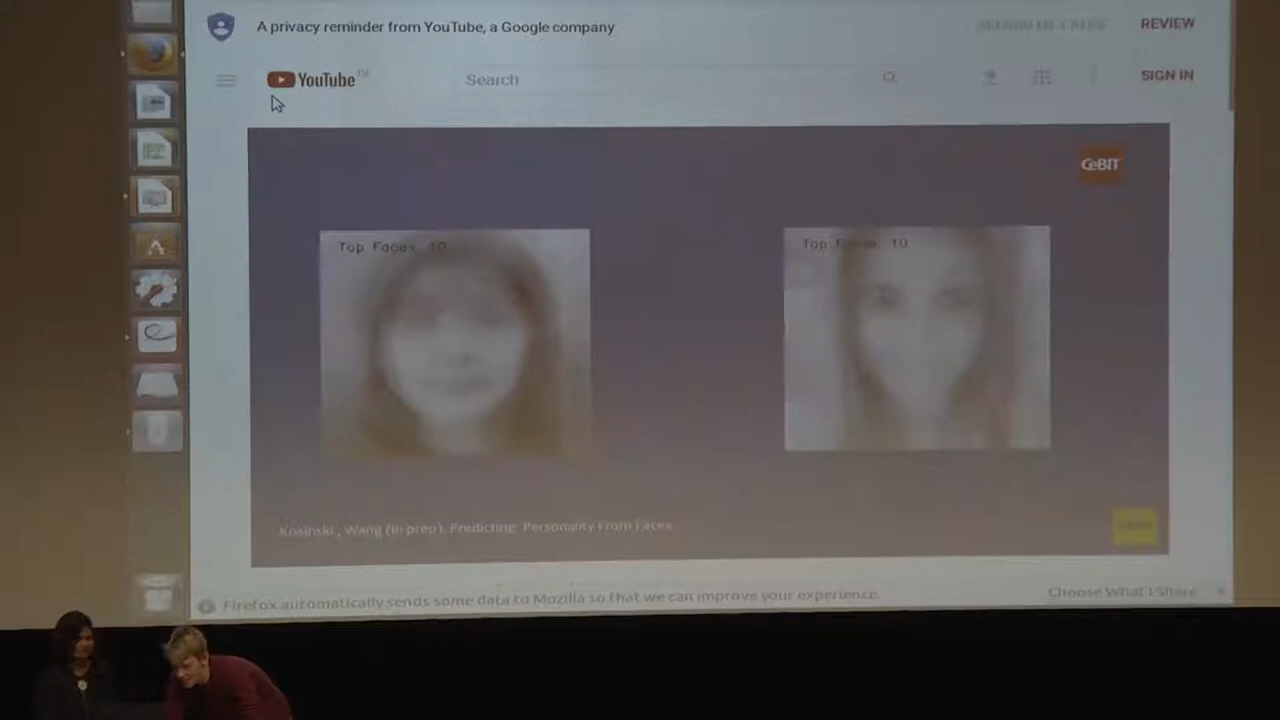 A privacy reminder from YouTube, a Google company
REVIEW
YouTube
Search
SIGN IN
CeBIT
Top Faces 10
Top Faces 10
Kosinski, Wang (in prep). Predicting Personality From Faces
Firefox automatically sends some data to Mozilla so that we can improve your experience.
Choose What I Share